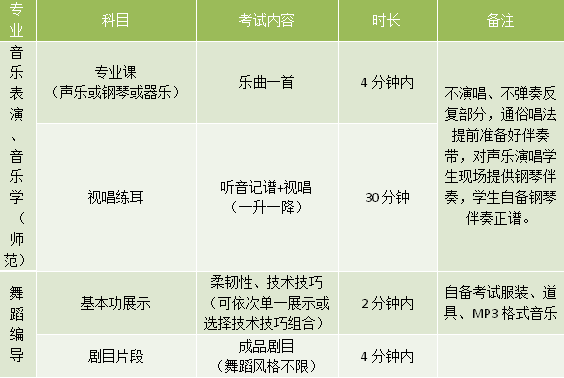 专业 科目 考试内容 时长 备注
音乐表演、音乐学（师范）
专业课
（声乐或钢琴或器乐）
乐曲一首
4 分钟内
不演唱、不弹奏反
复部分，通俗唱法
提前准备好伴奏
带，对声乐演唱学
生现场提供钢琴伴
奏，学生自备钢琴
伴奏正谱。
视唱练耳
听音记谱+视唱
（一升一降）
30 分钟
舞蹈编导
基本功展示
柔韧性、技术技巧
（可依次单一展示或
选择技术技巧组合）
2 分钟内
自备考试服装、道
具、MP3 格式音乐
剧目片段
成品剧目
（舞蹈风格不限）
4 分钟内